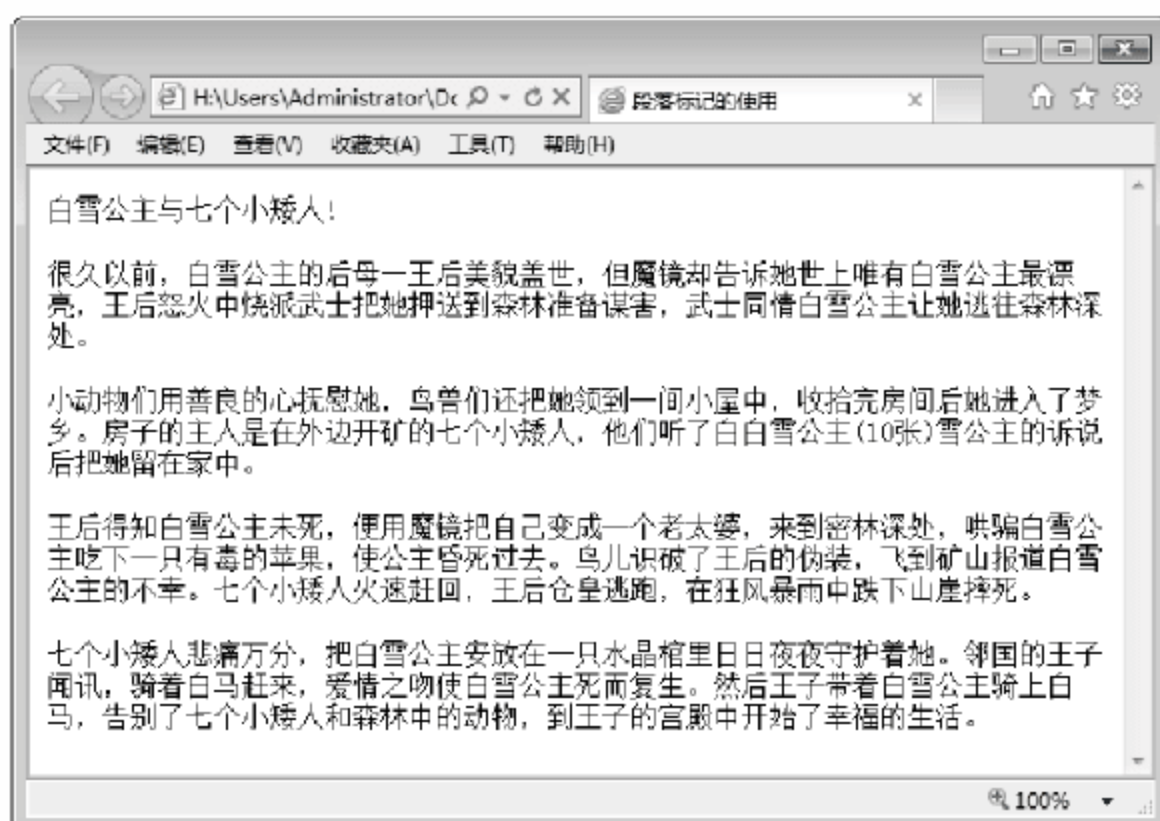 H:\Users\Administrator\Dc
段落标记的使用
文件(F) 编辑(E) 查看(V) 收藏夹(A) 工具(T) 帮助(H)
白雪公主与七个小矮人!
很久以前，白雪公主的后母一王后美貌盖世，但魔镜却告诉她世上唯有白雪公主最漂
亮，王后怒火中烧派武士把她押送到森林准备谋害，武士同情白雪公主让她逃往森林深
处。
小动物们用善良的心抚慰她，鸟兽们还把她领到一间小屋中，收拾完房间后她进入了梦
乡。房子的主人是在外边开矿的七个小矮人，他们听了白白雪公主(10张)雪公主的诉说
后把她留在家中。
王后得知白雪公主未死，便用魔镜把自己变成一个老太婆，来到密林深处，哄骗白雪公
主吃下一只有毒的苹果，使公主昏死过去。鸟儿识破了王后的伪装，飞到矿山报道白雪
公主的不幸。七个小矮人火速赶回，王后仓皇逃跑，在狂风暴雨中跌下山崖摔死。
七个小矮人悲痛万分，把白雪公主安放在一只水晶棺里日日夜夜守护着她。邻国的王子
闻讯，骑着白马赶来，爱情之吻使白雪公主死而复生。然后王子带着白雪公主骑上白
马，告别了七个小矮人和森林中的动物，到王子的宫殿中开始了幸福的生活。
100%